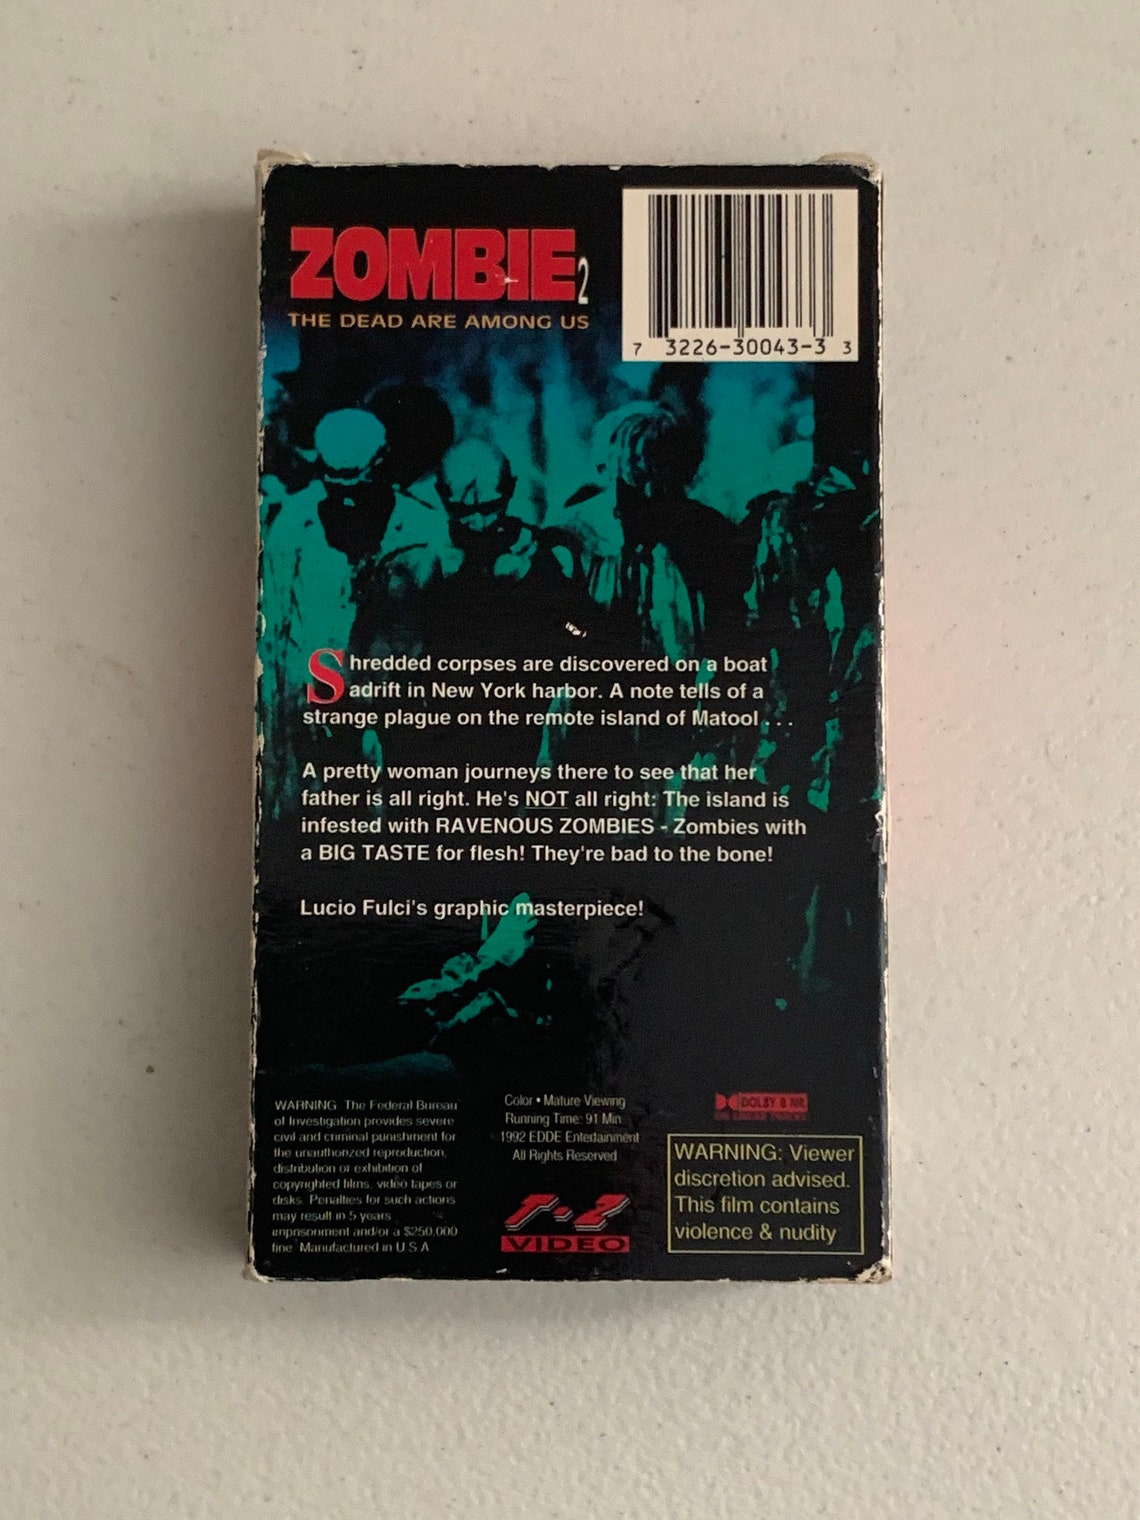 ZOMBIE 2
THE DEAD ARE AMONG US
7 3226-30043-3 3
Shredded corpses are discovered on a boat
adrift in New York harbor. A note tells of a
strange plague on the remote island of Matool . . .
A pretty woman journeys there to see that her
father is all right. He's NOT all right: The island is
infested with RAVENOUS ZOMBIES - Zombies with
a BIG TASTE for flesh! They're bad to the bone!
Lucio Fulci's graphic masterpiece!
WARNING: The Federal Bureau
of Investigation provides severe
civil and criminal punishment for
the unauthorized reproduction,
distribution or exhibition of
copyrighted films, video tapes or
disks. Penalties for such actions
may result in 5 years
imprisonment and/or a $250,000
fine. Manufactured in U S A
Color • Mature Viewing
Running Time: 91 Min
1992 EDDE Entertainment
All Rights Reserved
T-Z
VIDEO
DOLBY B NR
WARNING: Viewer
discretion advised.
This film contains
violence & nudity